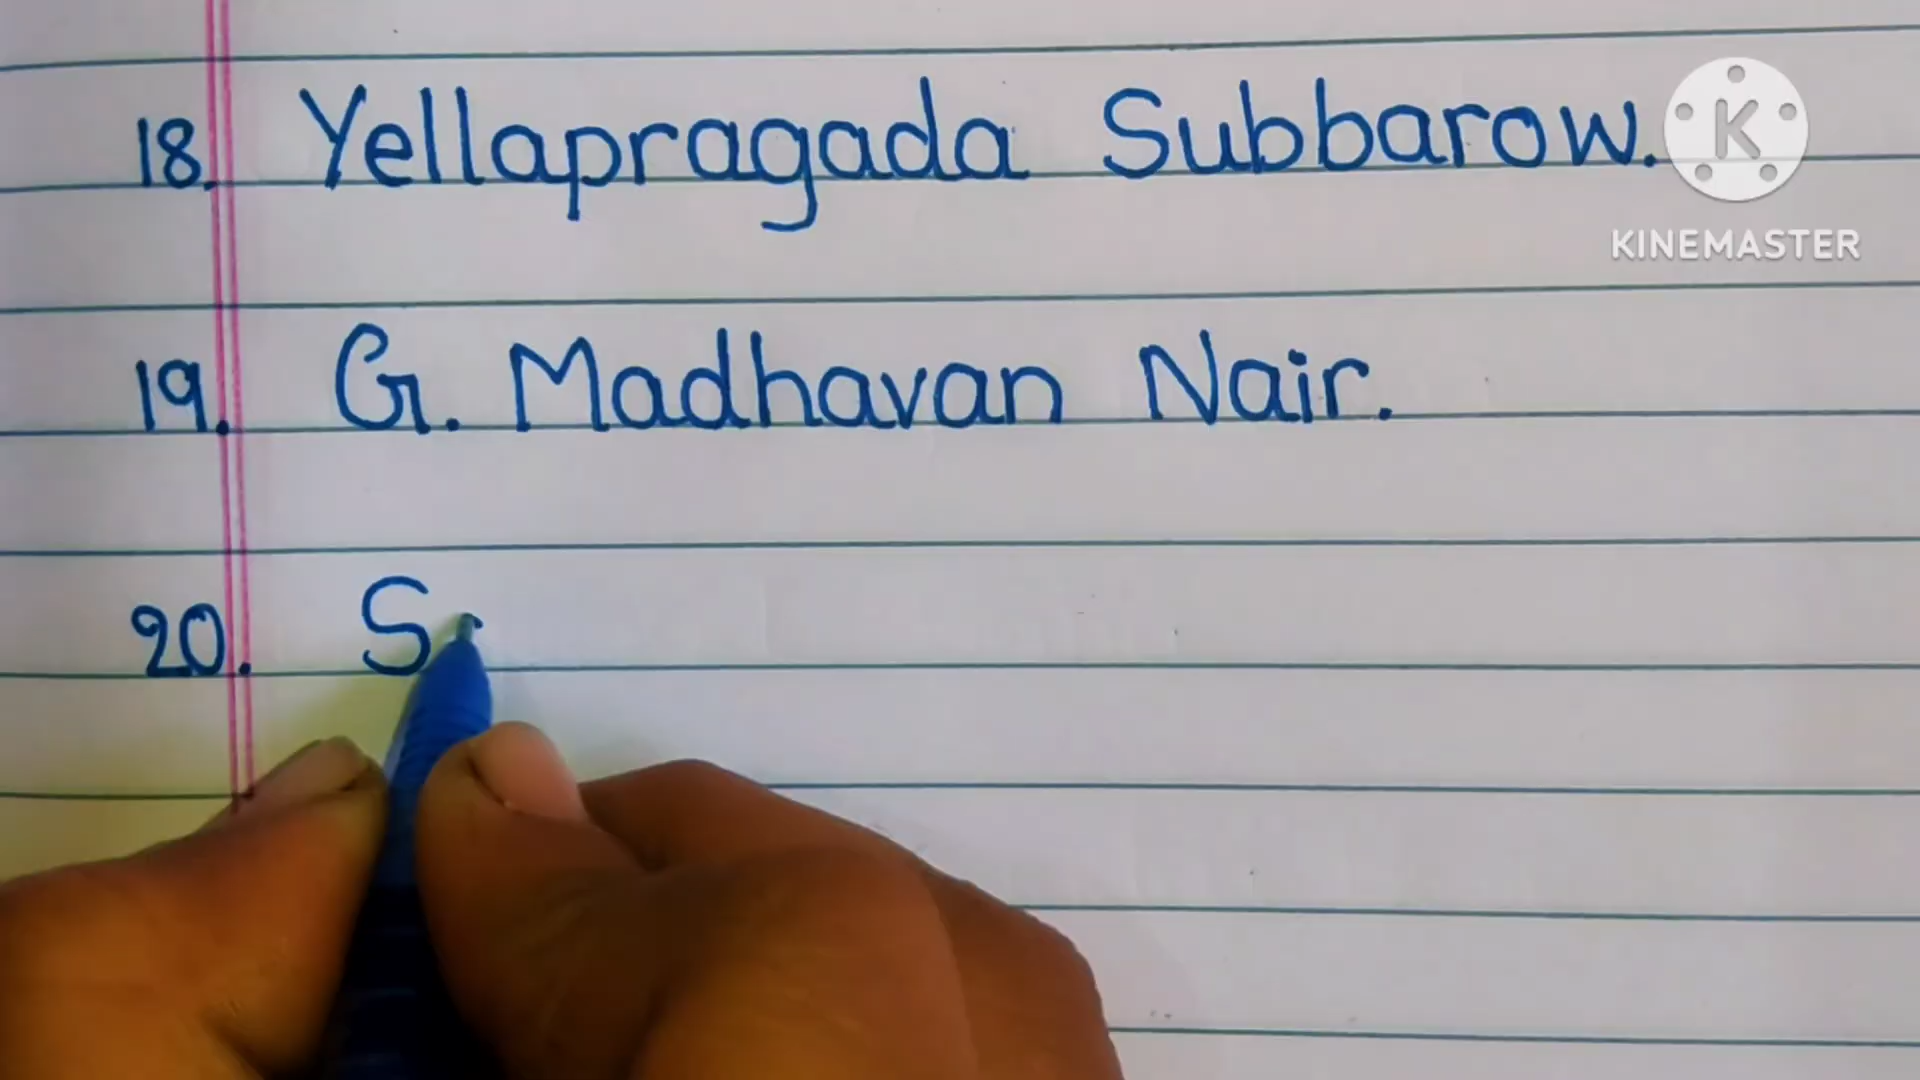 18. Yellapragada Subbarow.
K
KINEMASTER
19. G. Madhavan Nair.
20. S